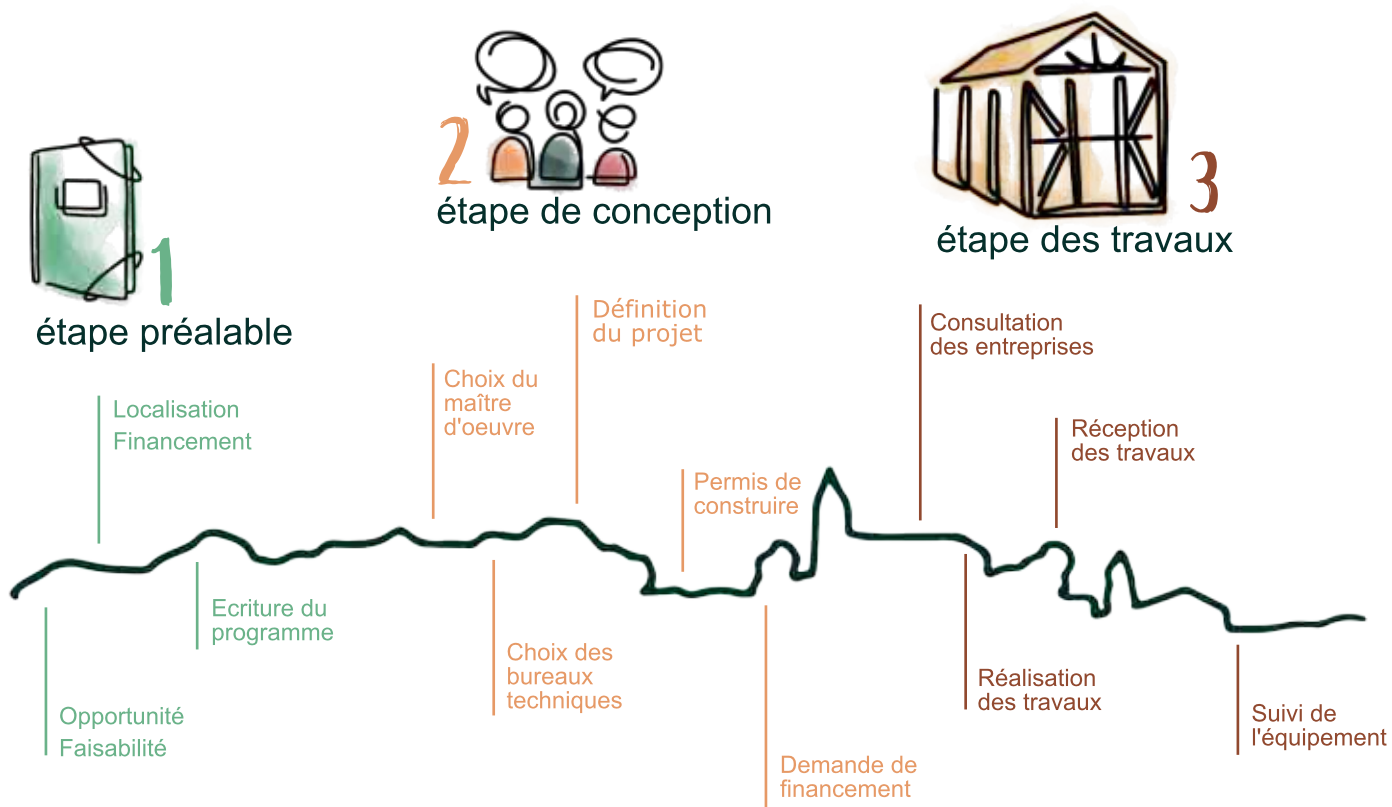 1
étape préalable
Localisation
Financement
Ecriture du
programme
Opportunité
Faisabilité
2
étape de conception
Définition
du projet
Choix du
maître
d'oeuvre
Permis de
construire
Choix des
bureaux
techniques
Demande de
financement
3
étape des travaux
Consultation
des entreprises
Réception
des travaux
Réalisation
des travaux
Suivi de
l'équipement